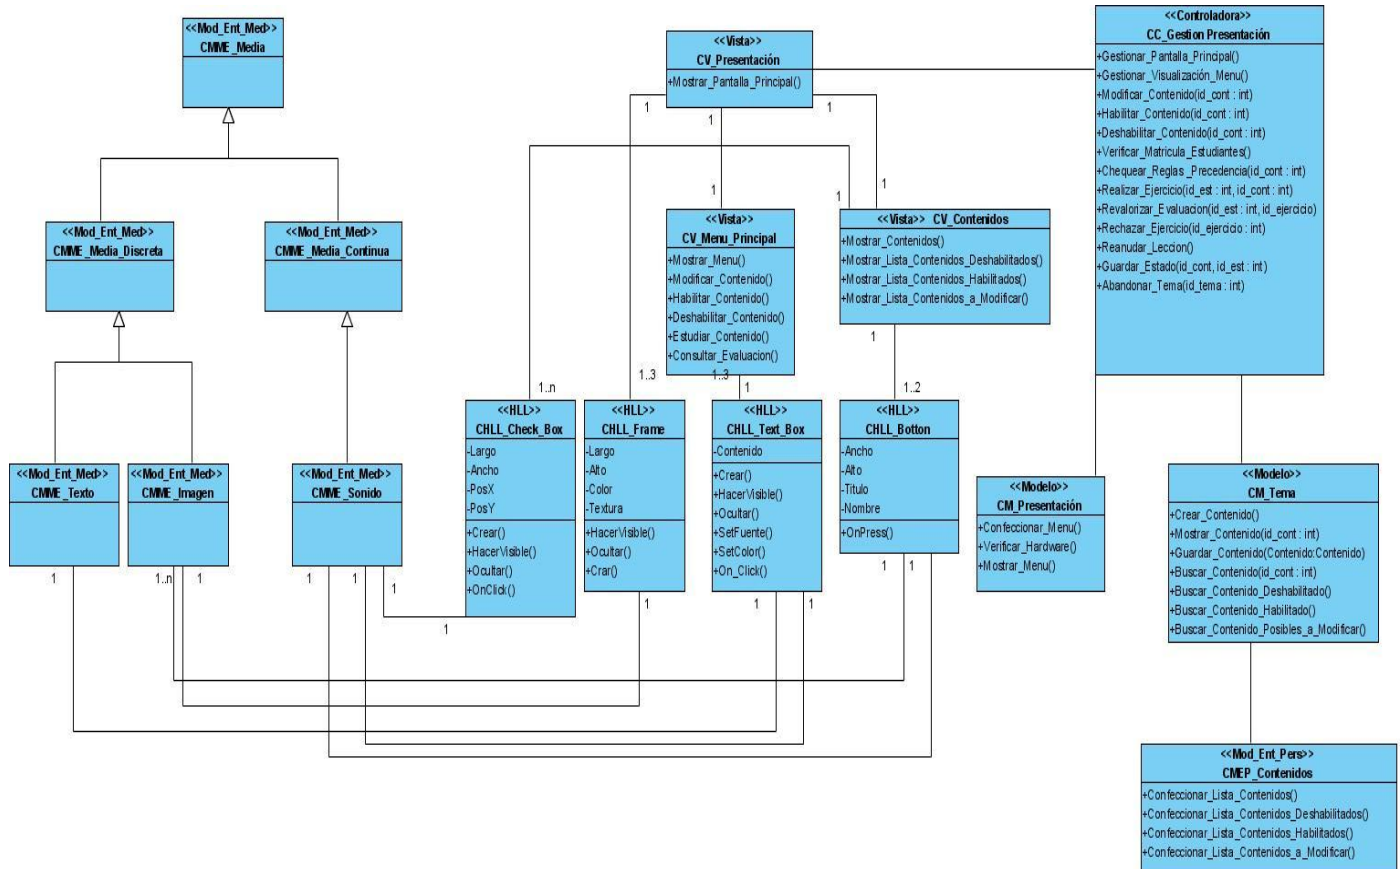 <<Mod_Ent_Med>>
CMME_Media
<<Vista>>
CV_Presentación
+Mostrar_Pantalla_Principal()
<<Controladora>>
CC_Gestion Presentación
+Gestionar_Pantalla_Principal()
+Gestionar_Visualización_Menu()
+Modificar_Contenido(id_cont : int)
+Habilitar_Contenido(id_cont : int)
+Deshabilitar_Contenido(id_cont : int)
+Verificar_Matricula_Estudiantes()
+Chequear_Reglas_Precedencia(id_cont : int)
+Realizar_Ejercicio(id_est : int, id_cont : int)
+Revalorizar_Evaluacion(id_est : int, id_ejercicio)
+Rechazar_Ejercicio(id_ejercicio : int)
+Reanudar_Leccion()
+Guardar_Estado(id_cont, id_est : int)
+Abandonar_Tema(id_tema : int)
1
1
1
1
1
1
<<Mod_Ent_Med>>
CMME_Media_Discreta
<<Mod_Ent_Med>>
CMME_Media_Continua
<<Vista>>
CV_Menu_Principal
+Mostrar_Menu()
+Modificar_Contenido()
+Habilitar_Contenido()
+Deshabilitar_Contenido()
+Estudiar_Contenido()
+Consultar_Evaluacion()
<<Vista>> CV_Contenidos
+Mostrar_Contenidos()
+Mostrar_Lista_Contenidos_Deshabilitados()
+Mostrar_Lista_Contenidos_Habilitados()
+Mostrar_Lista_Contenidos_a_Modificar()
1
1..n
1..3
1..3
1
1..2
<<Mod_Ent_Med>>
CMME_Texto
<<Mod_Ent_Med>>
CMME_Imagen
<<Mod_Ent_Med>>
CMME_Sonido
<<HLL>>
CHLL_Check_Box
-Largo
-Ancho
-PosX
-PosY
+Crear()
+HacerVisible()
+Ocultar()
+OnClick()
<<HLL>>
CHLL_Frame
-Largo
-Alto
-Color
-Textura
+HacerVisible()
+Ocultar()
+Crar()
<<HLL>>
CHLL_Text_Box
-Contenido
+Crear()
+HacerVisible()
+Ocultar()
+SetFuente()
+SetColor()
+On_Click()
<<HLL>>
CHLL_Botton
-Ancho
-Alto
-Titulo
-Nombre
+OnPress()
<<Modelo>>
CM_Presentación
+Confeccionar_Menu()
+Verificar_Hardware()
+Mostrar_Menu()
<<Modelo>>
CM_Tema
+Crear_Contenido()
+Mostrar_Contenido(id_cont : int)
+Guardar_Contenido(Contenido:Contenido)
+Buscar_Contenido(id_cont : int)
+Buscar_Contenido_Deshabilitado()
+Buscar_Contenido_Habilitado()
+Buscar_Contenido_Posibles_a_Modificar()
1
1..n
1
1
1
1
1
1
1
1
1
1
<<Mod_Ent_Pers>>
CMEP_Contenidos
+Confeccionar_Lista_Contenidos()
+Confeccionar_Lista_Contenidos_Deshabilitados()
+Confeccionar_Lista_Contenidos_Habilitados()
+Confeccionar_Lista_Contenidos_a_Modificar()